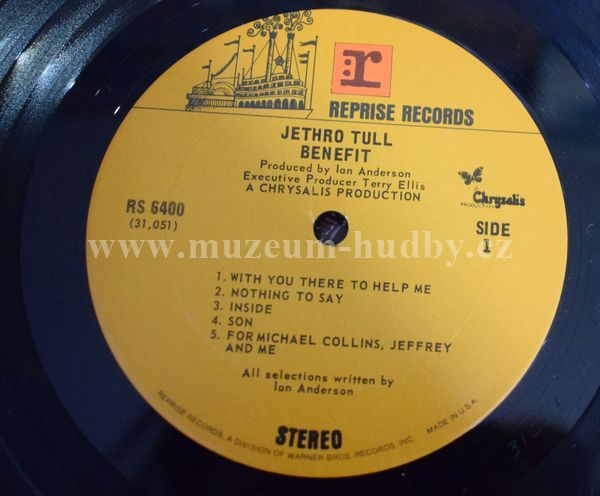 r:
REPRISE RECORDS
JETHRO TULL
BENEFIT
Produced by Ian Anderson
Executive Producer Terry Ellis
A CHRYSALIS PRODUCTION
A
Chrysalis
PRODUCTION
RS 6400
(31,051)
SIDE
1
www.muzeum-hudby.cz
1. WITH YOU THERE TO HELP ME
2. NOTHING TO SAY
3. INSIDE
4. SON
5. FOR MICHAEL COLLINS, JEFFREY
AND ME
All selections written by
Ian Anderson
STEREO
REPRISE RECORDS, A DIVISION OF WARNER BROS. RECORDS, INC. MADE IN U.S.A.